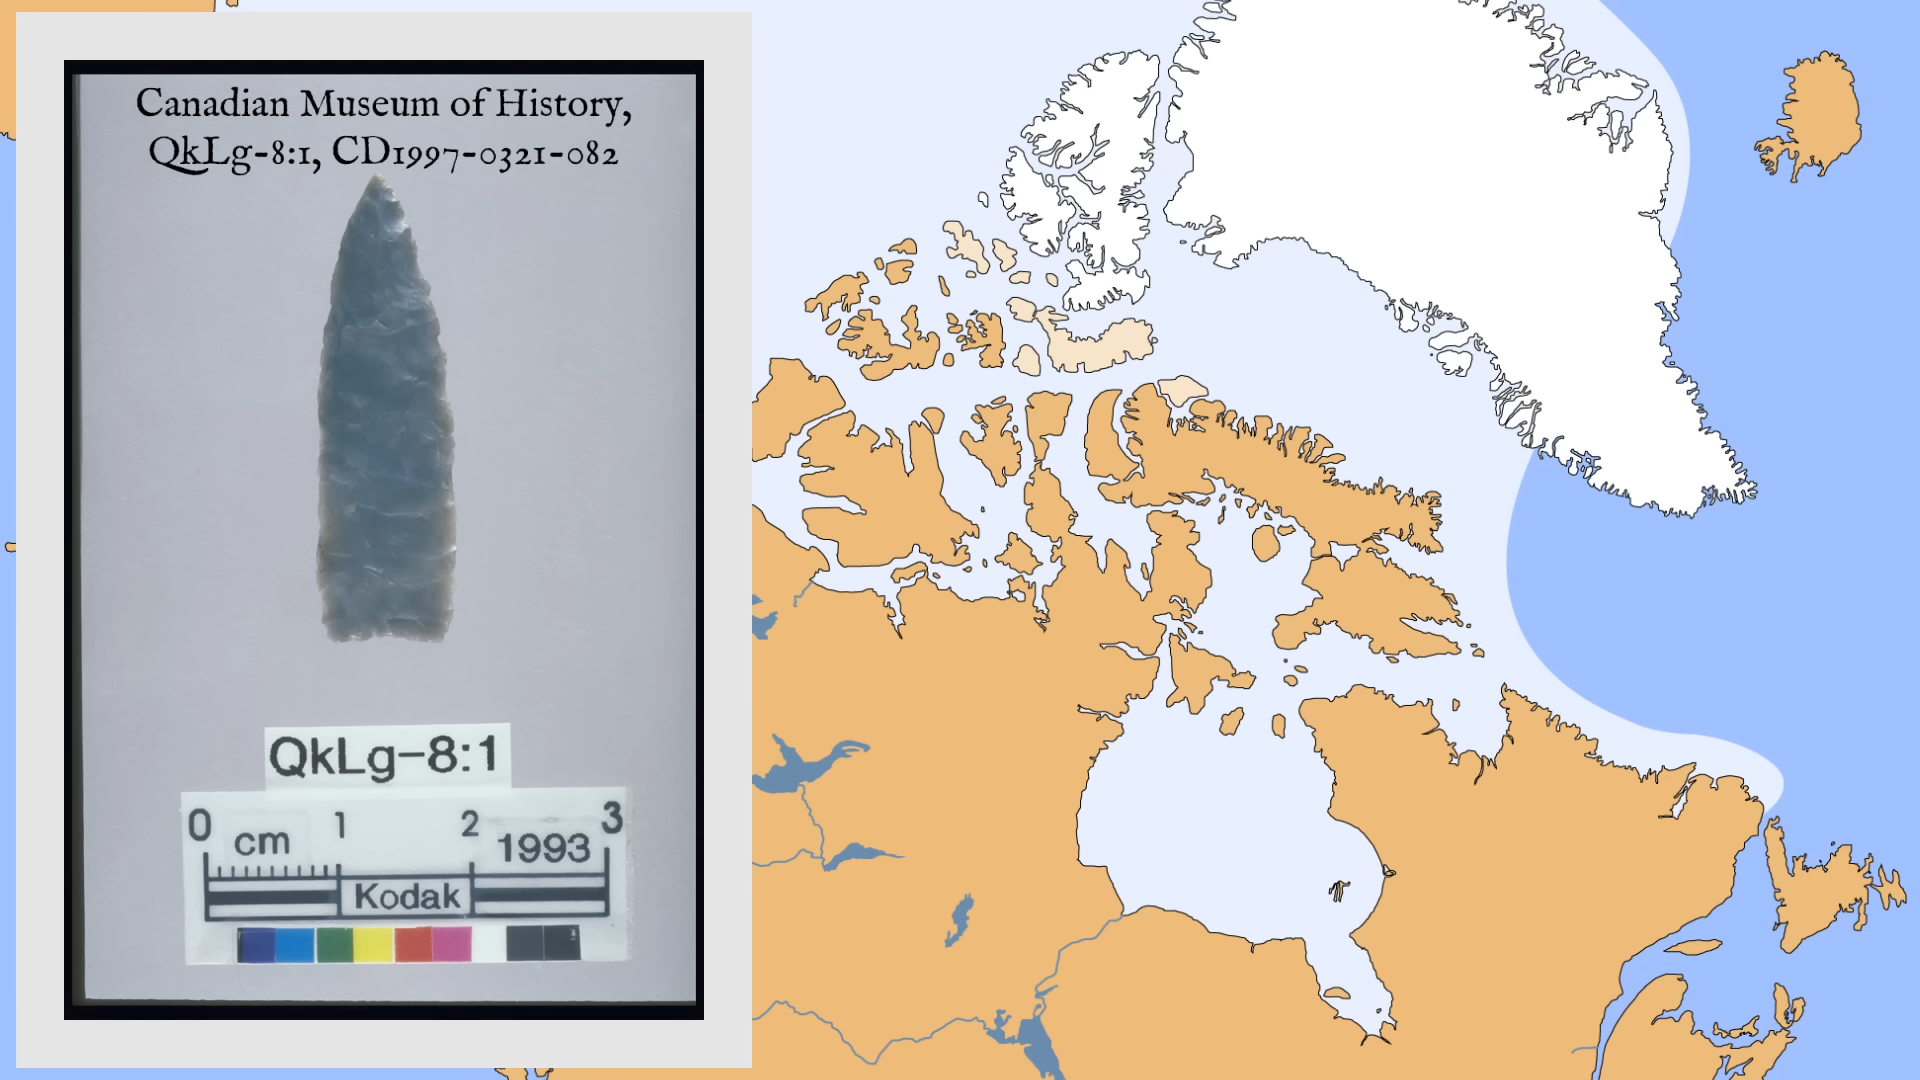 Canadian Museum of History,
QkLg-8:1, CD1997-0321-082
QkLg-8:1
0 1 2 3
cm 1993
Kodak